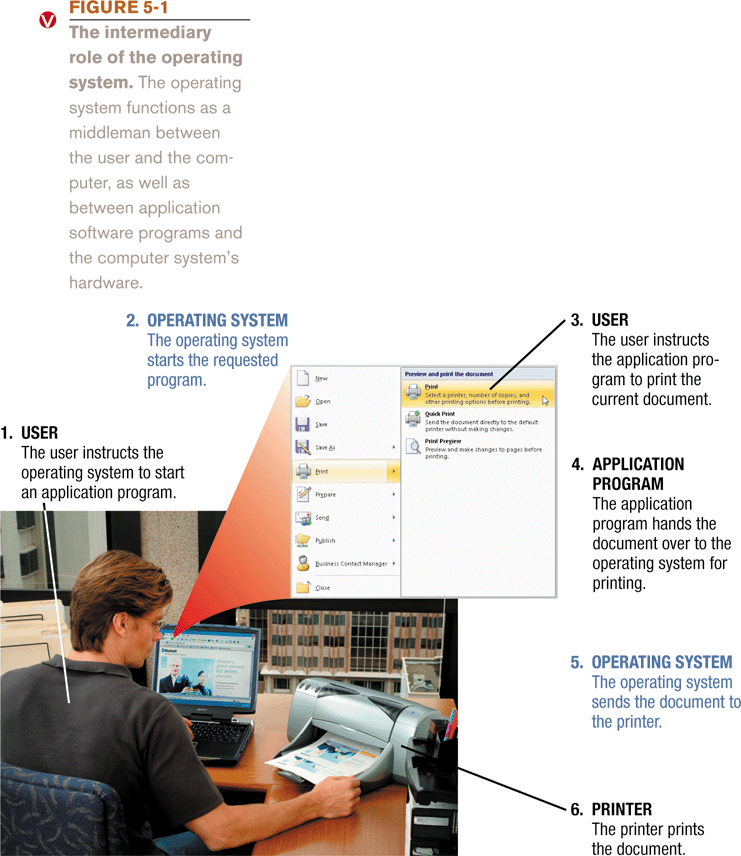 V
FIGURE 5-1
The intermediary
role of the operating
system. The operating
system functions as a
middleman between
the user and the com-
puter, as well as
between application
software programs and
the computer system's
hardware.
2. OPERATING SYSTEM
The operating system
starts the requested
program.
1. USER
The user instructs the
operating system to start
an application program.
New
Open
Save
Save As
Print
Prepare
Send
Publish
Business Contact Manager
Close
Preview and print the document
Print
Select a printer, number of copies, and
other printing options before printing.
Quick Print
Send the document directly to the default
printer without making changes.
Print Preview
Preview and make changes to pages before
printing.
3. USER
The user instructs
the application pro-
gram to print the
current document.
4. APPLICATION
PROGRAM
The application
program hands the
document over to the
operating system for
printing.
5. OPERATING SYSTEM
The operating system
sends the document to
the printer.
6. PRINTER
The printer prints
the document.